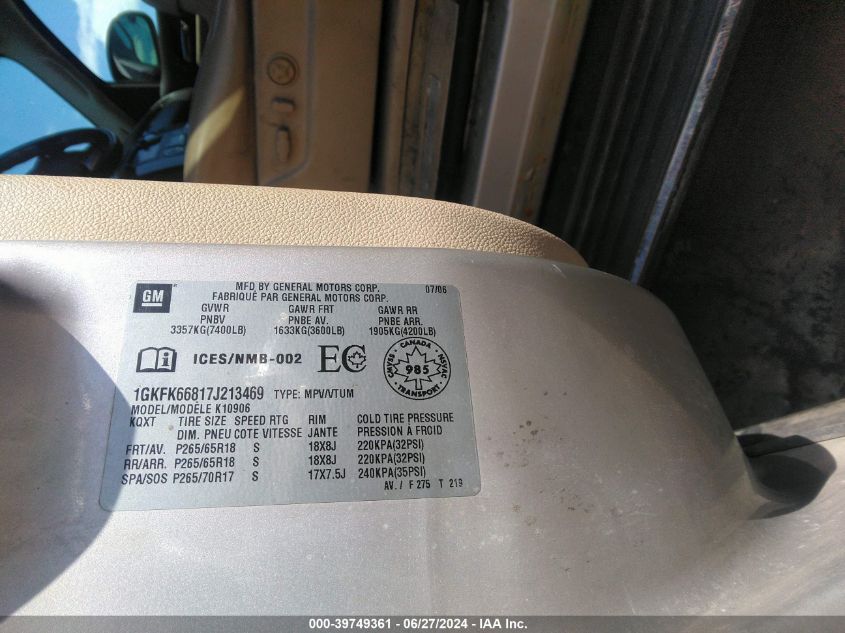 GM
MFD BY GENERAL MOTORS CORP. 07/06
FABRIQUÉ PAR GENERAL MOTORS CORP.
GVWR GAWR FRT GAWR RR
PNBV PNBE AV. PNBE ARR.
3357KG(7400LB) 1633KG(3600LB) 1905KG(4200LB)
ICES/NMB-002 EC
CANADA
CMVSS NSVAC
985
TRANSPORT
1GKFK66817J213469 TYPE: MPV/VTUM
MODEL/MODÈLE K10906
KQXT TIRE SIZE SPEED RTG RIM COLD TIRE PRESSURE
DIM. PNEU COTE VITESSE JANTE PRESSION À FROID
FRT/AV. P265/65R18 S 18X8J 220KPA(32PSI)
RR/ARR. P265/65R18 S 18X8J 220KPA(32PSI)
SPA/SOS P265/70R17 S 17X7.5J 240KPA(35PSI)
AV./ F 275 T 219
000-39749361 - 06/27/2024 - IAA Inc.